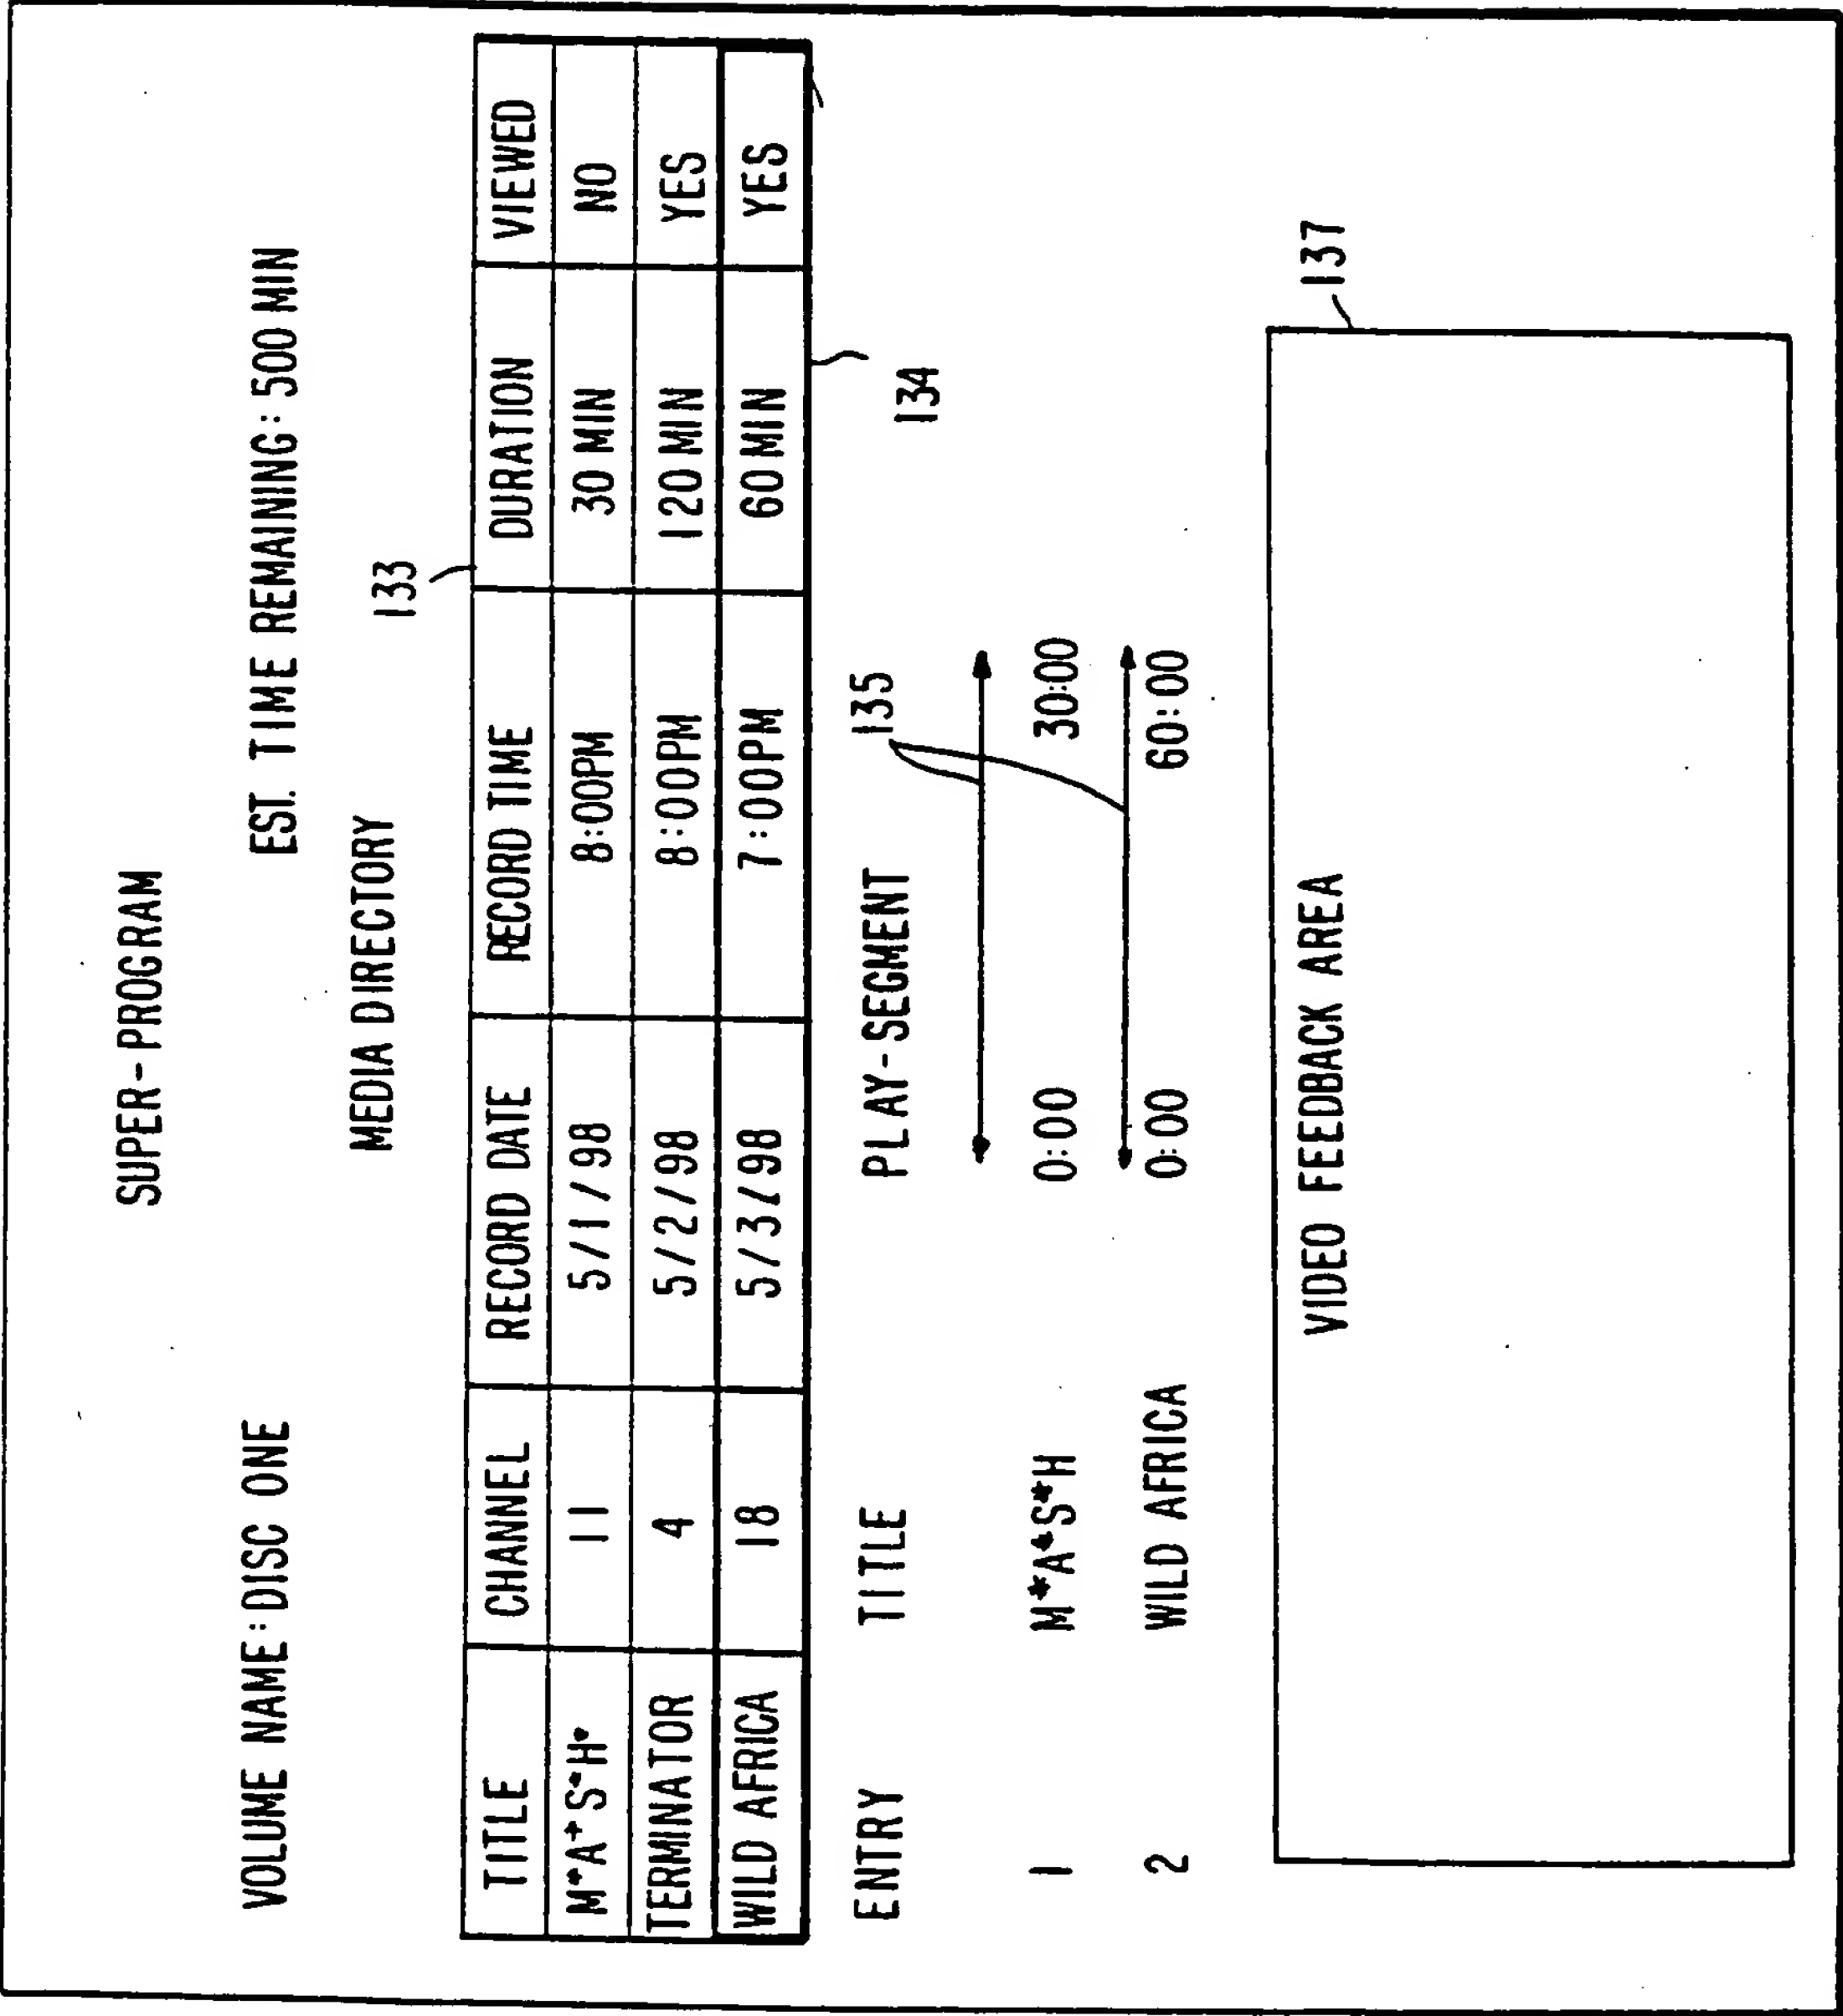 SUPER-PROGRAM
VOLUME NAME: DISC ONE EST. TIME REMAINING: 500 MIN
MEDIA DIRECTORY 133
TITLE CHANNEL RECORD DATE RECORD TIME DURATION VIEWED
M*A*S*H* 11 5/1/98 8:00PM 30 MIN NO
TERMINATOR 4 5/2/98 8:00PM 120 MIN YES
WILD AFRICA 18 5/3/98 7:00PM 60 MIN YES
ENTRY TITLE PLAY-SEGMENT 135 134
1 M*A*S*H 0:00 30:00
2 WILD AFRICA 0:00 60:00
VIDEO FEEDBACK AREA 137